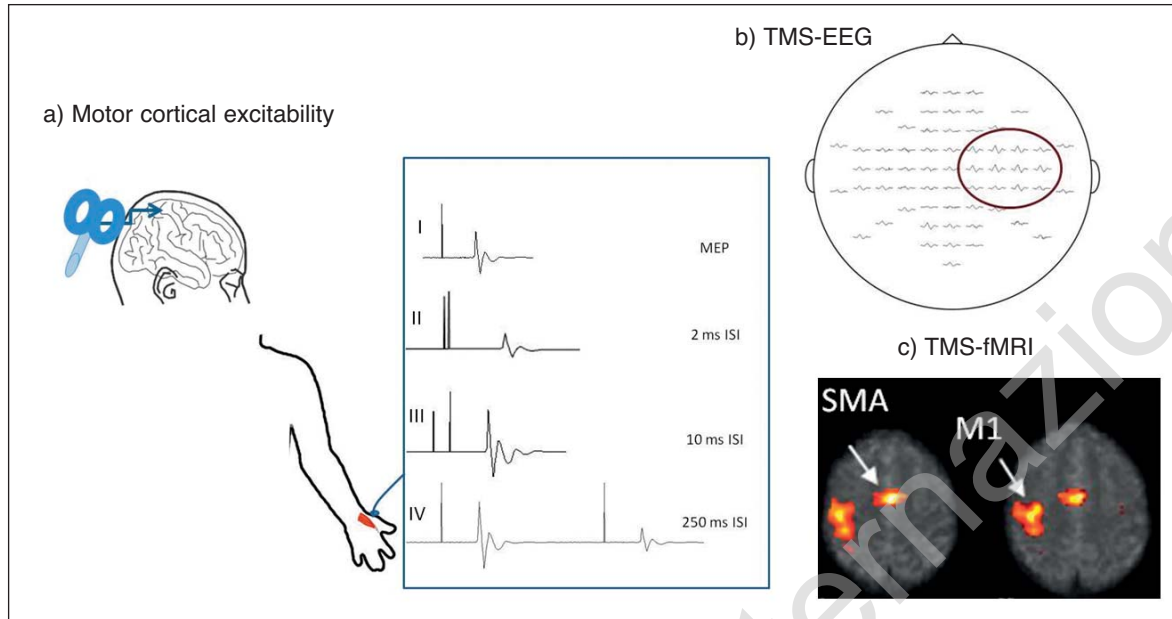 a) Motor cortical excitability
I
MEP
II
2 ms ISI
III
10 ms ISI
IV
250 ms ISI
b) TMS-EEG
c) TMS-fMRI
SMA
M1